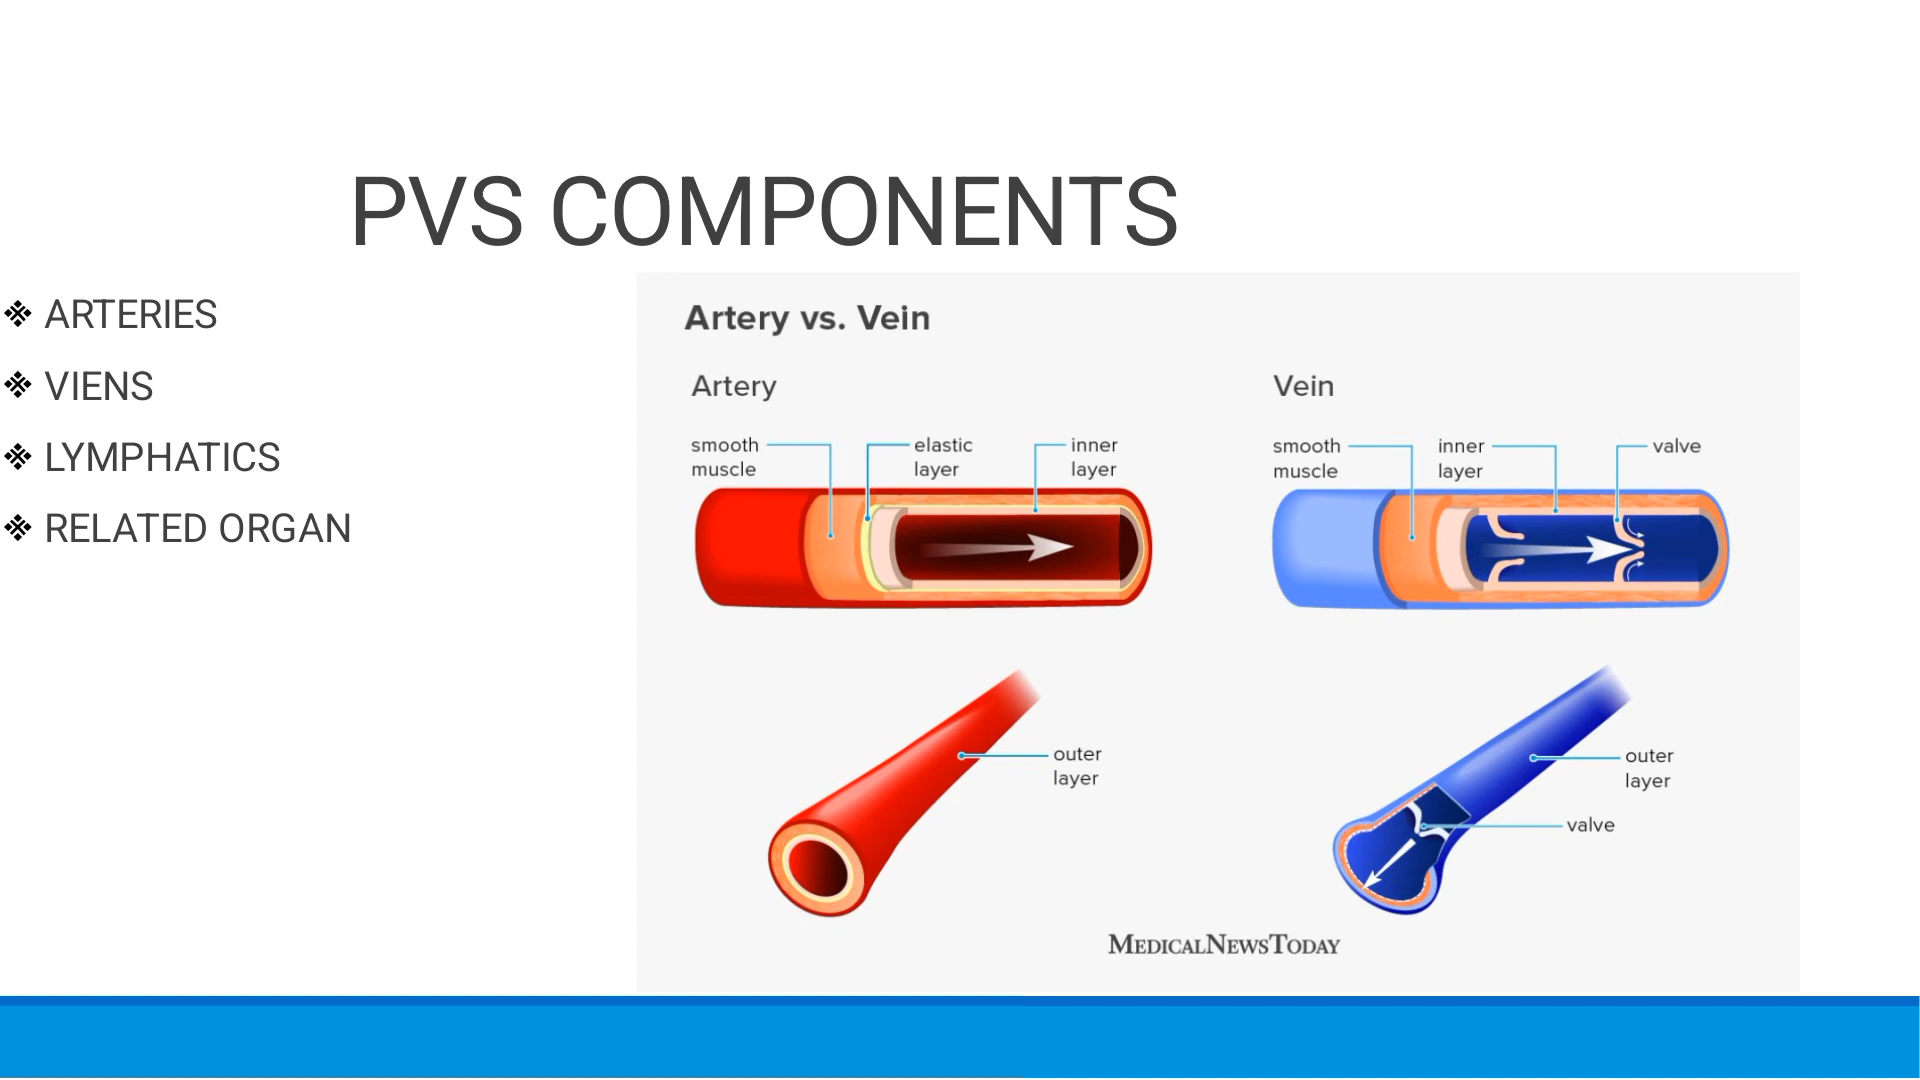 PVS COMPONENTS
❖ ARTERIES
❖ VIENS
❖ LYMPHATICS
❖ RELATED ORGAN
Artery vs. Vein
Artery
smooth
muscle
elastic
layer
inner
layer
outer
layer
Vein
smooth
muscle
inner
layer
valve
outer
layer
valve
MEDICALNEWSTODAY